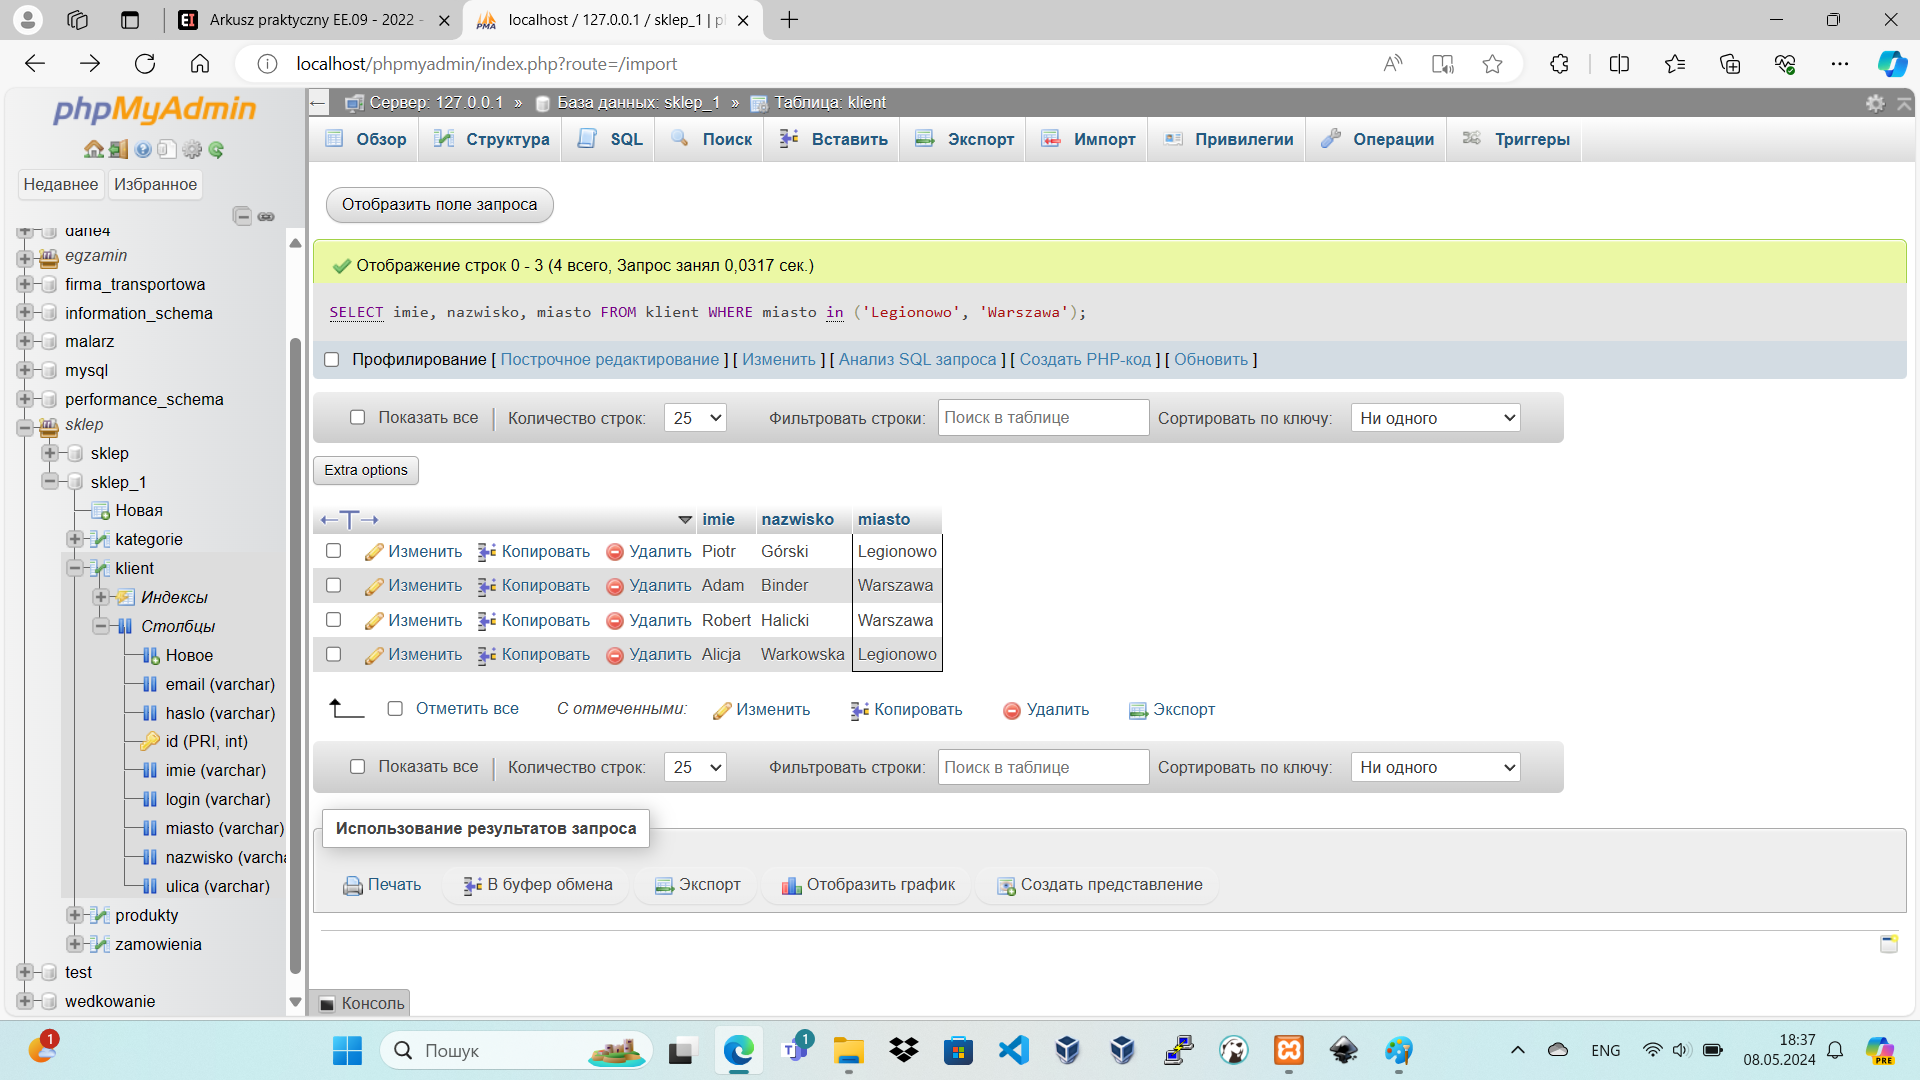 Arkusz praktyczny EE.09 - 2022 -
localhost / 127.0.0.1 / sklep_1 | p
localhost/phpmyadmin/index.php?route=/import
phpMyAdmin
Недавнее
Избранное
dane4
egzamin
firma_transportowa
information_schema
malarz
mysql
performance_schema
sklep
sklep
sklep_1
Новая
kategorie
klient
Индексы
Столбцы
Новое
email (varchar)
haslo (varchar)
id (PRI, int)
imie (varchar)
login (varchar)
miasto (varchar)
nazwisko (varcha
ulica (varchar)
produkty
zamowienia
test
wedkowanie
Сервер: 127.0.0.1 » База данных: sklep_1 » Таблица: klient
Обзор Структура SQL Поиск Вставить Экспорт Импорт Привилегии Операции Триггеры
Отобразить поле запроса
Отображение строк 0 - 3 (4 всего, Запрос занял 0,0317 сек.)
SELECT imie, nazwisko, miasto FROM klient WHERE miasto in ('Legionowo', 'Warszawa');
Профилирование [ Построчное редактирование ] [ Изменить ] [ Анализ SQL запроса ] [ Создать PHP-код ] [ Обновить ]
Показать все Количество строк: 25 Фильтровать строки: Поиск в таблице Сортировать по ключу: Ни одного
Extra options
imie nazwisko miasto
Изменить Копировать Удалить Piotr Górski Legionowo
Изменить Копировать Удалить Adam Binder Warszawa
Изменить Копировать Удалить Robert Halicki Warszawa
Изменить Копировать Удалить Alicja Warkowska Legionowo
Отметить все С отмеченными: Изменить Копировать Удалить Экспорт
Показать все Количество строк: 25 Фильтровать строки: Поиск в таблице Сортировать по ключу: Ни одного
Использование результатов запроса
Печать В буфер обмена Экспорт Отобразить график Создать представление
Консоль
1
Пошук
1
ENG
18:37
08.05.2024
PRE